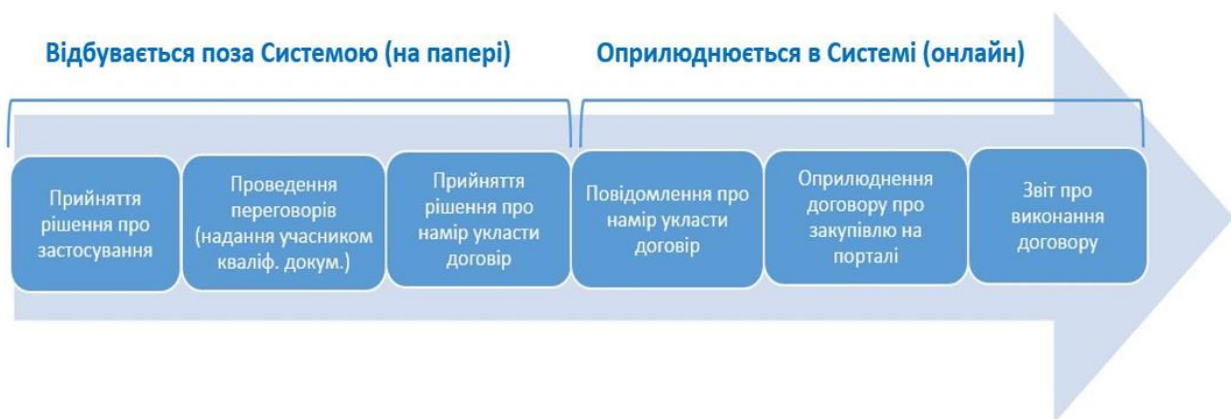 Відбувається поза Системою (на папері)
Оприлюднюється в Системі (онлайн)
Прийняття
рішення про
застосування
Проведення
переговорів
(надання учасником
кваліф. докум.)
Прийняття
рішення про
намір укласти
договір
Повідомлення про
намір укласти
договір
Оприлюднення
договору про
закупівлю на
порталі
Звіт про
виконання
договору